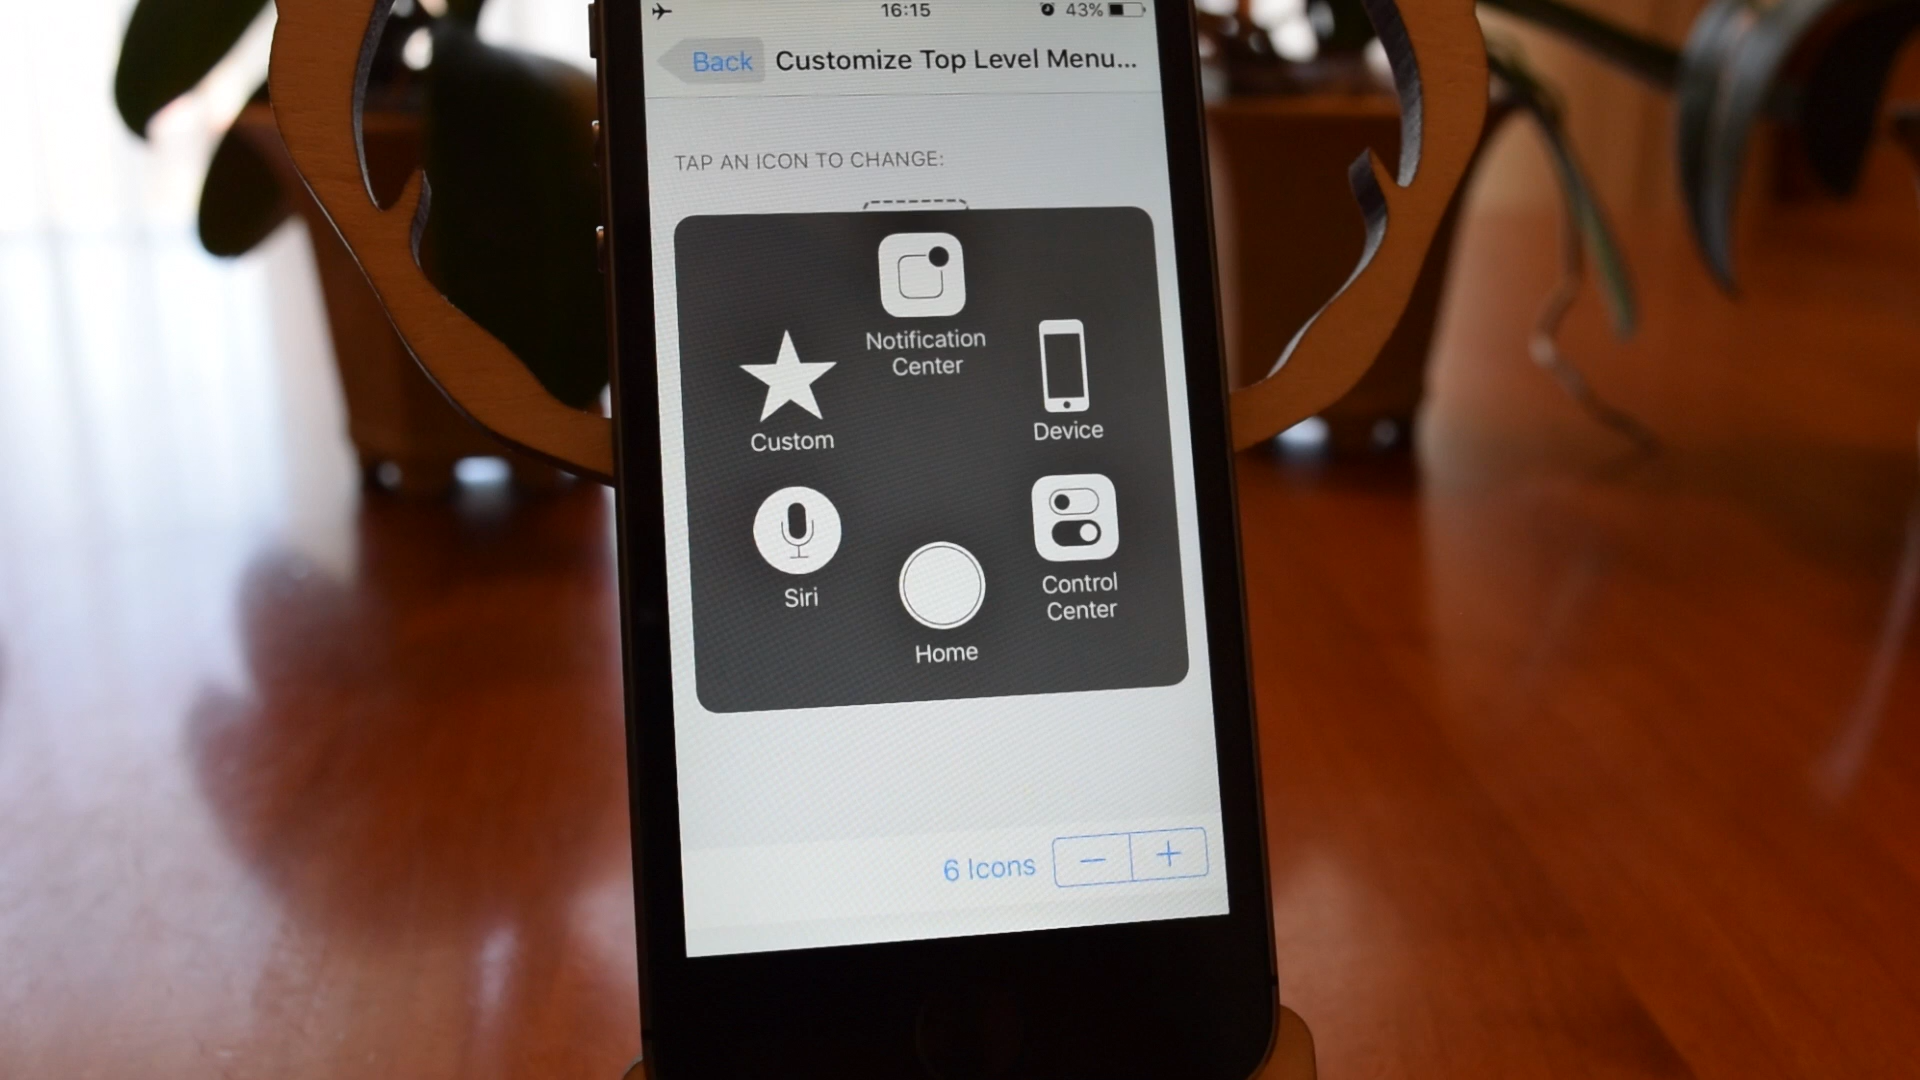 16:15
43%
Back
Customize Top Level Menu...
TAP AN ICON TO CHANGE:
Notification
Center
Custom
Device
Siri
Control
Center
Home
6 Icons